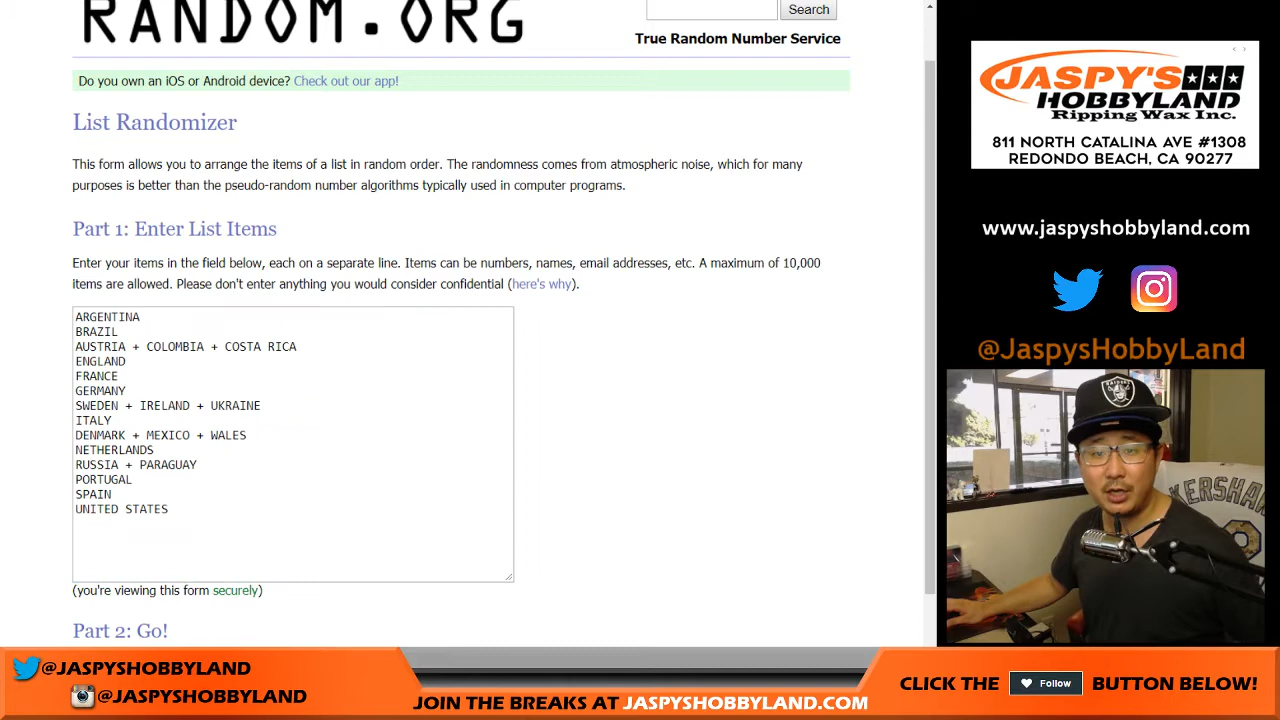 RANDOM.ORG
Search
True Random Number Service
Do you own an iOS or Android device? Check out our app!
List Randomizer
This form allows you to arrange the items of a list in random order. The randomness comes from atmospheric noise, which for many
purposes is better than the pseudo-random number algorithms typically used in computer programs.
Part 1: Enter List Items
Enter your items in the field below, each on a separate line. Items can be numbers, names, email addresses, etc. A maximum of 10,000
items are allowed. Please don't enter anything you would consider confidential (here's why).
ARGENTINA
BRAZIL
AUSTRIA + COLOMBIA + COSTA RICA
ENGLAND
FRANCE
GERMANY
SWEDEN + IRELAND + UKRAINE
ITALY
DENMARK + MEXICO + WALES
NETHERLANDS
RUSSIA + PARAGUAY
PORTUGAL
SPAIN
UNITED STATES
(you're viewing this form securely)
Part 2: Go!
JASPY'S
HOBBYLAND
Ripping Wax Inc.
811 NORTH CATALINA AVE #1308
REDONDO BEACH, CA 90277
www.jaspyshobbyland.com
@JaspysHobbyLand
RAIDERS
KERSHAW
@JASPYSHOBBYLAND
@JASPYSHOBBYLAND
JOIN THE BREAKS AT JASPYSHOBBYLAND.COM
CLICK THE Follow BUTTON BELOW!